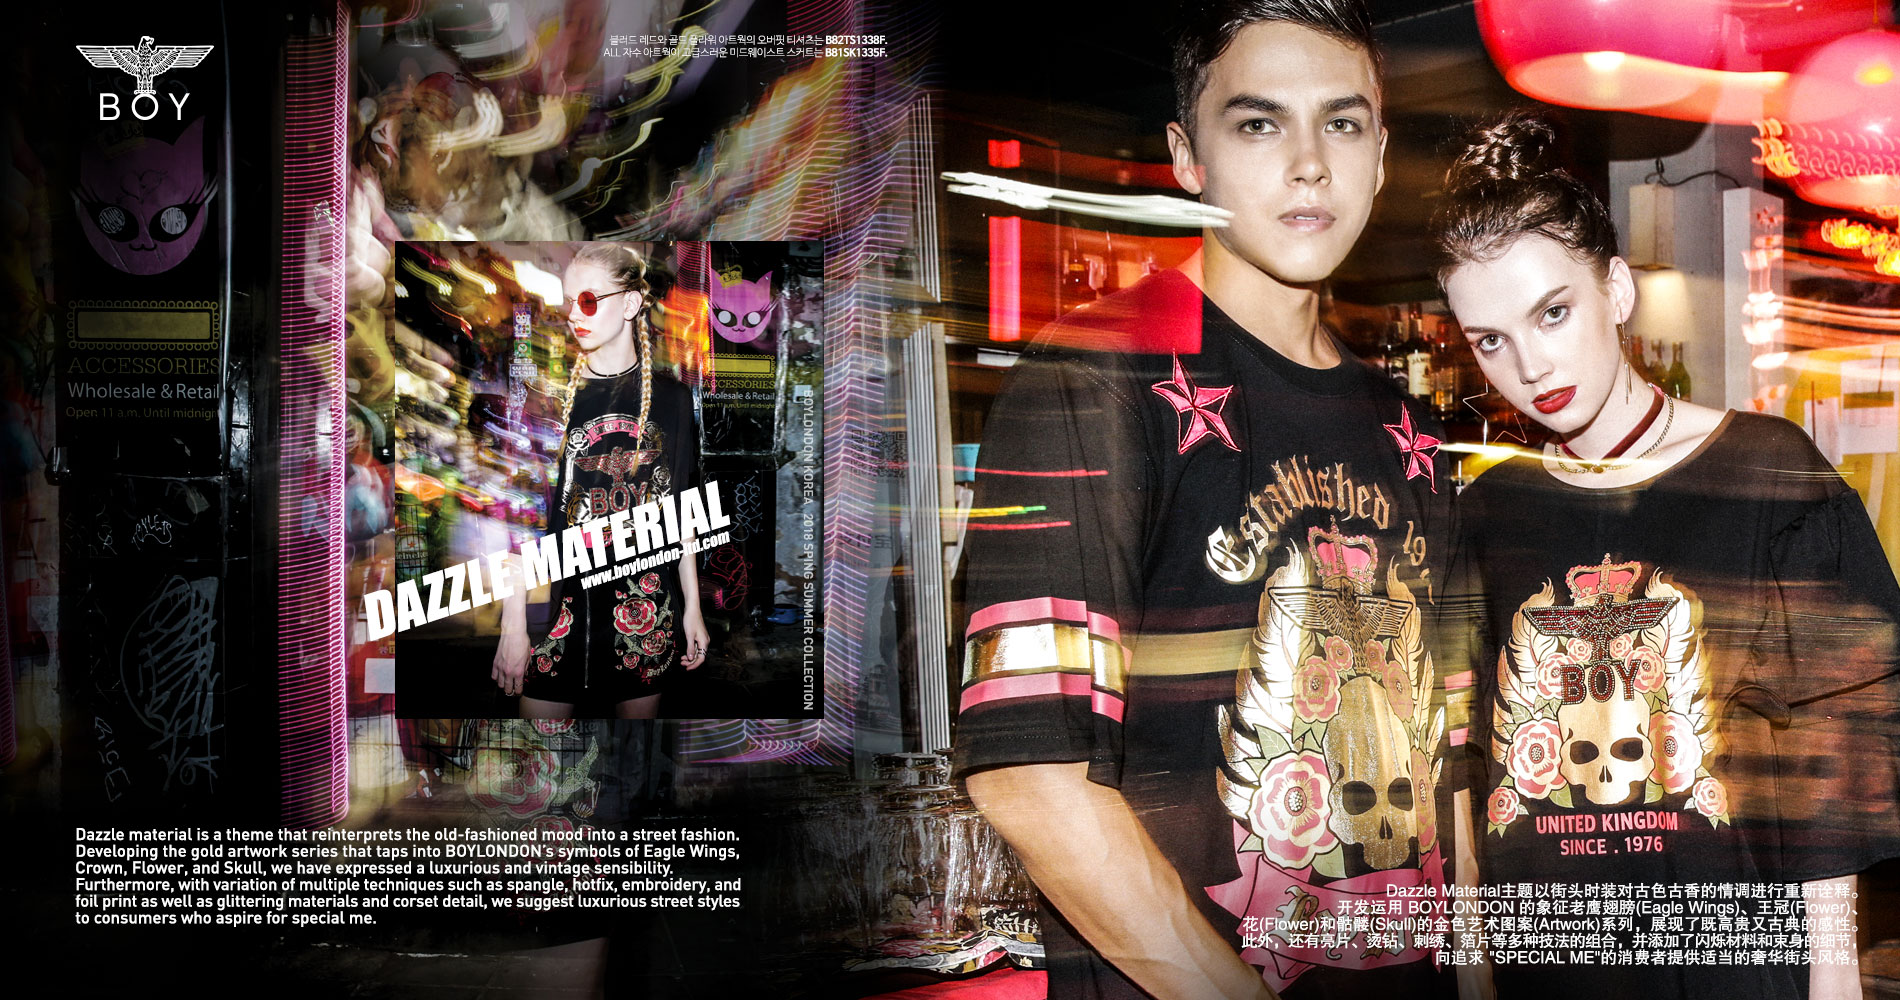 BOY
블러드 레드와 골드 플라워 아트웍의 오버핏 티셔츠는 B82TS1338F.
ALL 자수 아트웍이 고급스러운 미드웨이스트 스커트는 B81SK1335F.
ACCESSORIES
Wholesale & Retail
Open 11 a.m. Until midnight
ACCESSORIES
Wholesale & Retail
Open 11 a.m. Until midnight
BOY
DAZZLE MATERIAL
www.boylondon-ltd.com
BOYLONDON KOREA 2018 SPING SUMMER COLLECTION
Established
BOY
UNITED KINGDOM
SINCE . 1976
Dazzle material is a theme that reinterprets the old-fashioned mood into a street fashion.
Developing the gold artwork series that taps into BOYLONDON's symbols of Eagle Wings,
Crown, Flower, and Skull, we have expressed a luxurious and vintage sensibility.
Furthermore, with variation of multiple techniques such as spangle, hotfix, embroidery, and
foil print as well as glittering materials and corset detail, we suggest luxurious street styles
to consumers who aspire for special me.
Dazzle Material主题以街头时装对古色古香的情调进行重新诠释。
开发运用 BOYLONDON 的象征老鹰翅膀(Eagle Wings)、王冠(Flower)、
花(Flower)和骷髅(Skull)的金色艺术图案(Artwork)系列，展现了既高贵又古典的感性。
此外，还有亮片、烫钻、刺绣、箔片等多种技法的组合，并添加了闪烁材料和束身的细节，
向追求 "SPECIAL ME"的消费者提供适当的奢华街头风格。